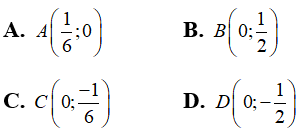 A. A(1/6;0) B. B(0;1/2)
C. C(0;-1/6) D. D(0;-1/2)